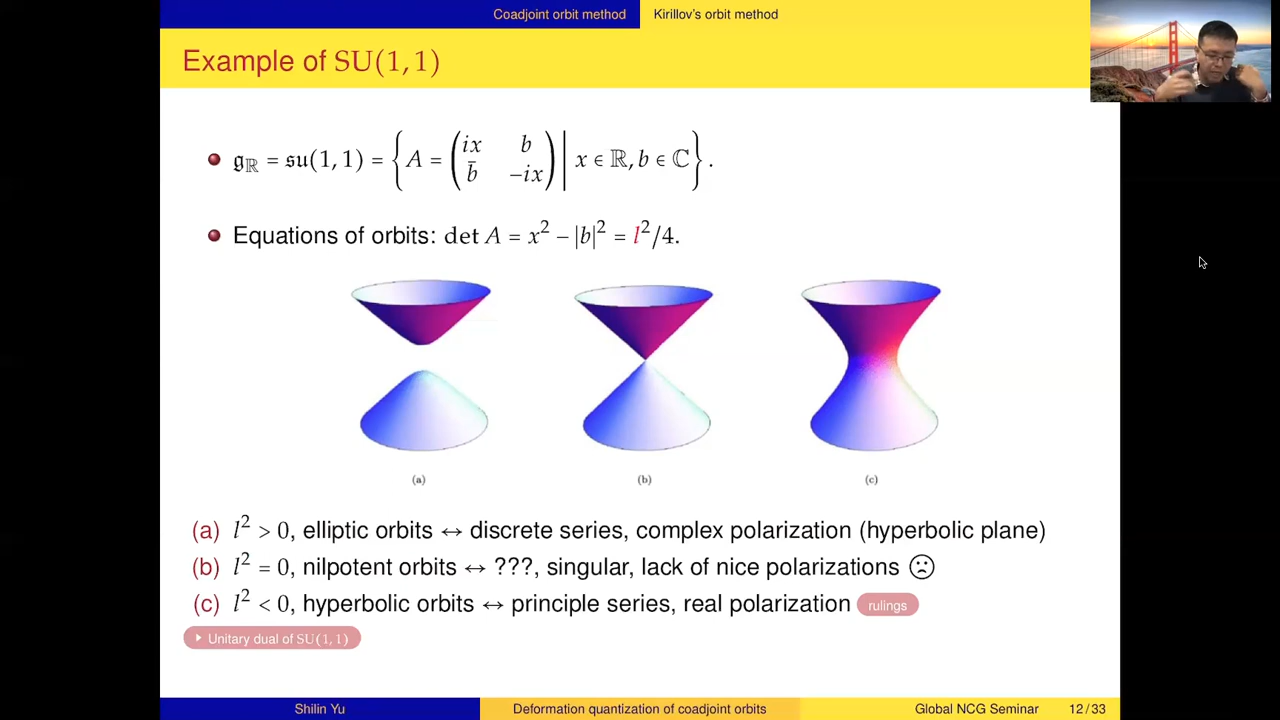 Coadjoint orbit method Kirillov's orbit method
Example of SU(1,1)
𝔤ℝ = 𝔰𝔲(1,1) = { A = ( ix b ; b̄ −ix ) | x ∈ ℝ, b ∈ ℂ } .
Equations of orbits: det A = x² − |b|² = l²/4.
(a) (b) (c)
(a) l² > 0, elliptic orbits ↔ discrete series, complex polarization (hyperbolic plane)
(b) l² = 0, nilpotent orbits ↔ ???, singular, lack of nice polarizations ☹
(c) l² < 0, hyperbolic orbits ↔ principle series, real polarization rulings
Unitary dual of SU(1,1)
Shilin Yu Deformation quantization of coadjoint orbits Global NCG Seminar 12/33